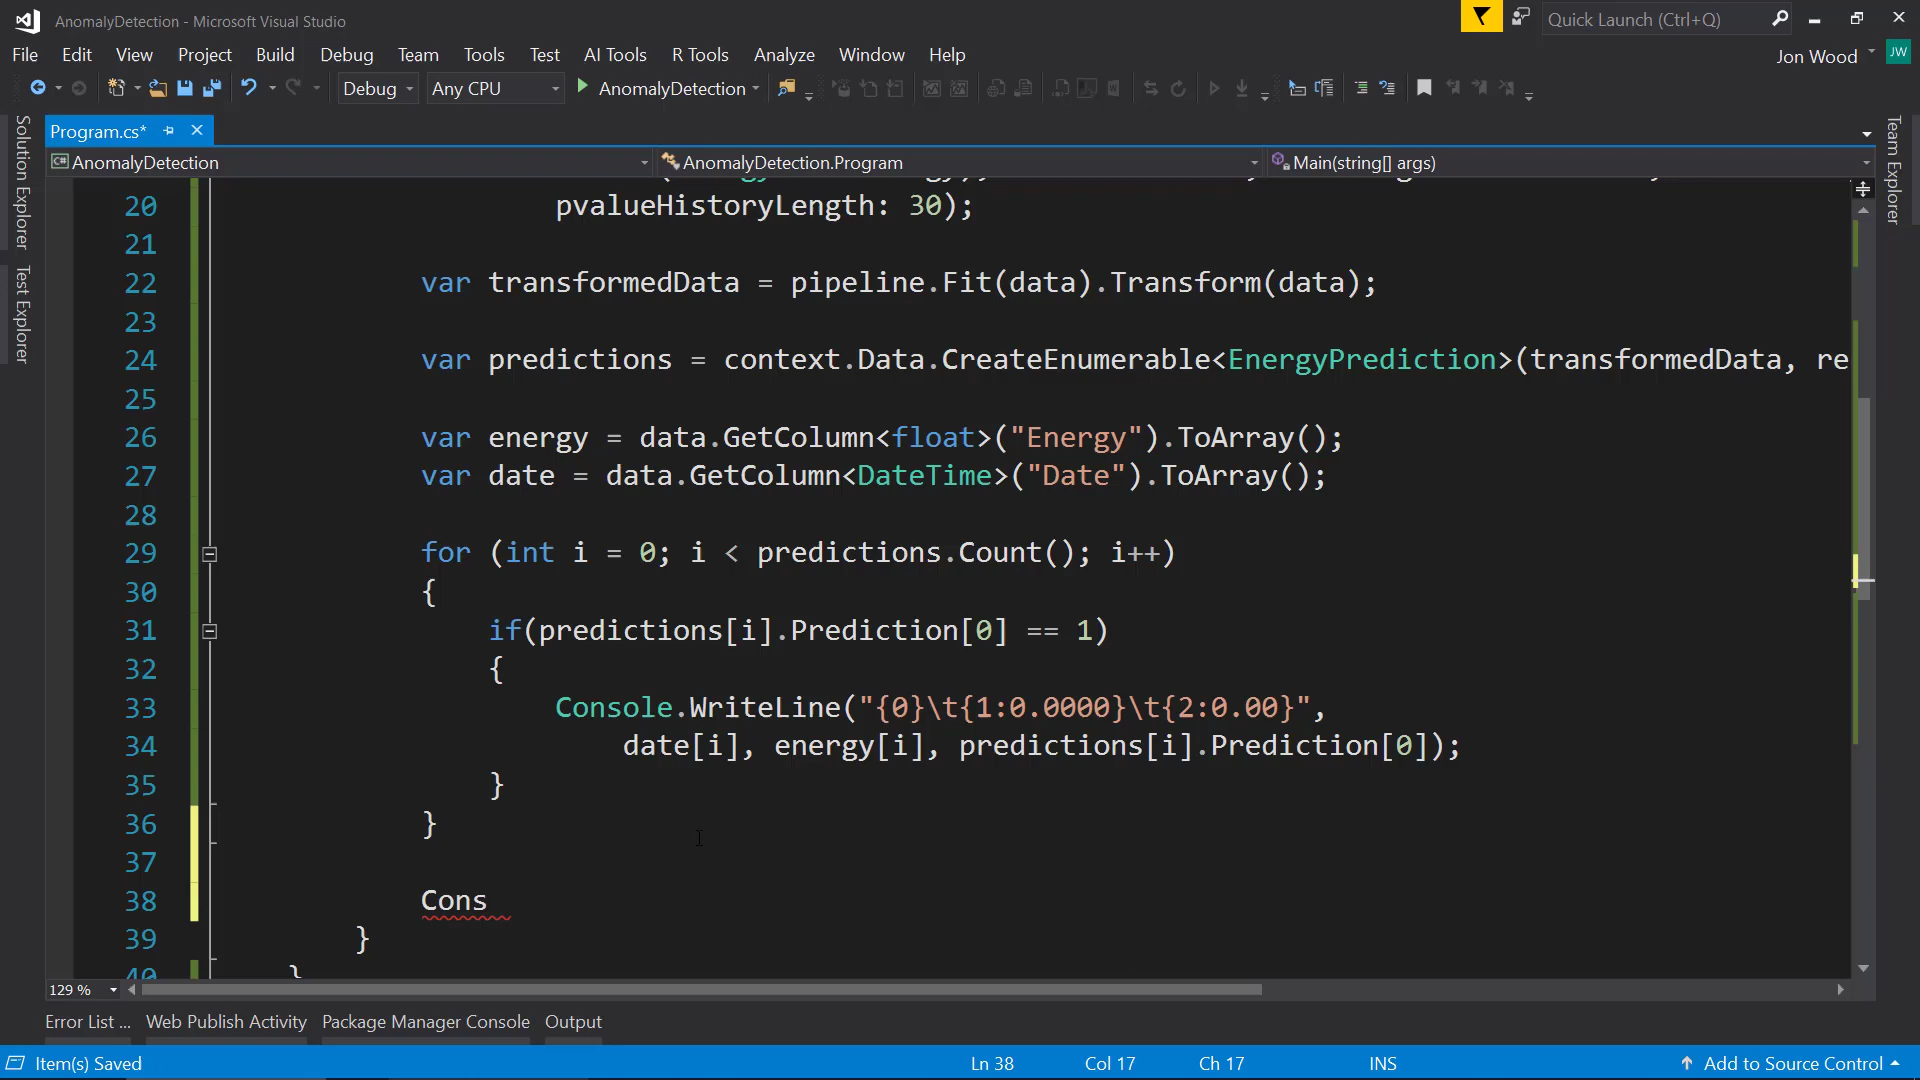 AnomalyDetection - Microsoft Visual Studio
Quick Launch (Ctrl+Q)
File Edit View Project Build Debug Team Tools Test AI Tools R Tools Analyze Window Help
Jon Wood JW
Debug Any CPU AnomalyDetection
Solution Explorer
Test Explorer
Team Explorer
Program.cs*
AnomalyDetection AnomalyDetection.Program Main(string[] args)
20 pvalueHistoryLength: 30);
21
22 var transformedData = pipeline.Fit(data).Transform(data);
23
24 var predictions = context.Data.CreateEnumerable<EnergyPrediction>(transformedData, re
25
26 var energy = data.GetColumn<float>("Energy").ToArray();
27 var date = data.GetColumn<DateTime>("Date").ToArray();
28
29 for (int i = 0; i < predictions.Count(); i++)
30 {
31 if(predictions[i].Prediction[0] == 1)
32 {
33 Console.WriteLine("{0}\t{1:0.0000}\t{2:0.00}",
34 date[i], energy[i], predictions[i].Prediction[0]);
35 }
36 }
37
38 Cons
39 }
40 }
129 %
Error List ... Web Publish Activity Package Manager Console Output
Item(s) Saved Ln 38 Col 17 Ch 17 INS Add to Source Control